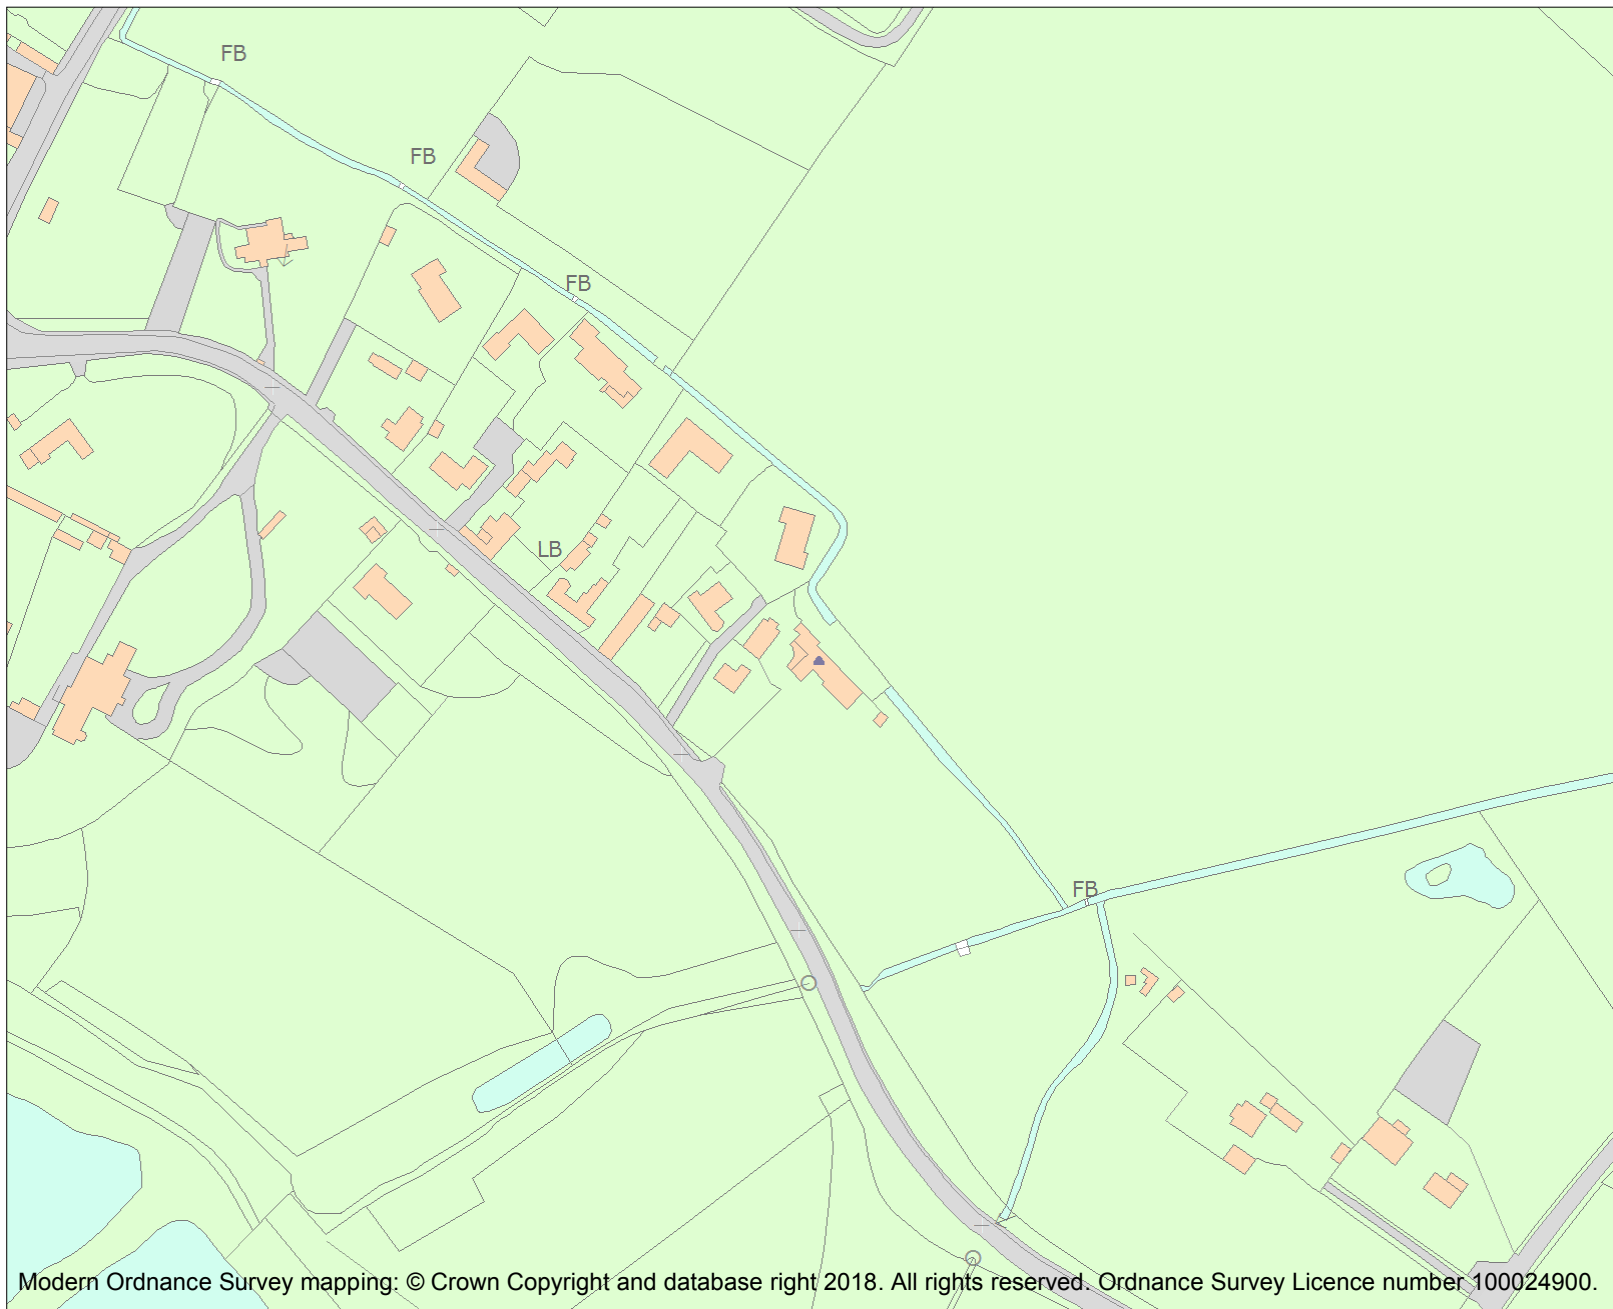 FB
FB
FB
LB
FB
Modern Ordnance Survey mapping: © Crown Copyright and database right 2018. All rights reserved. Ordnance Survey Licence number 100024900.